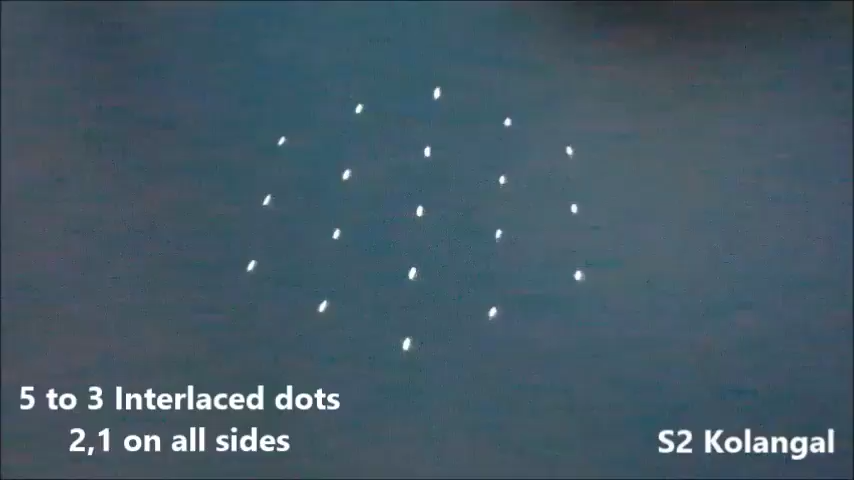 5 to 3 Interlaced dots
2,1 on all sides
S2 Kolangal